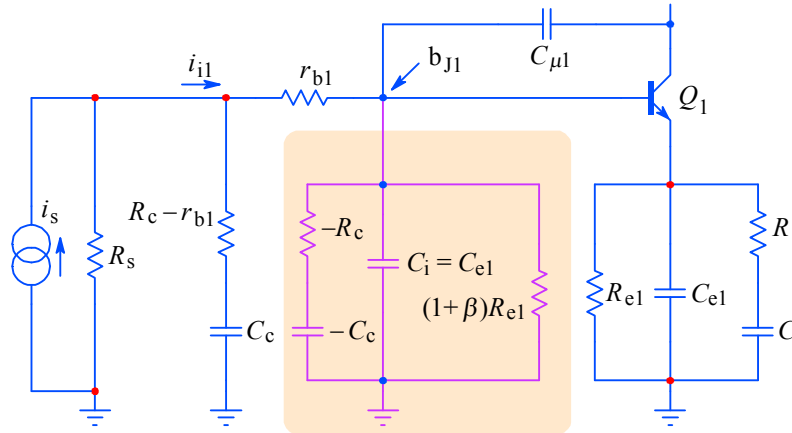 i_i1
r_b1
b_J1
C_μ1
Q_1
i_s
R_s
R_c − r_b1
C_c
−R_c
−C_c
C_i = C_e1
(1 + β)R_e1
R_e1
C_e1
R
C